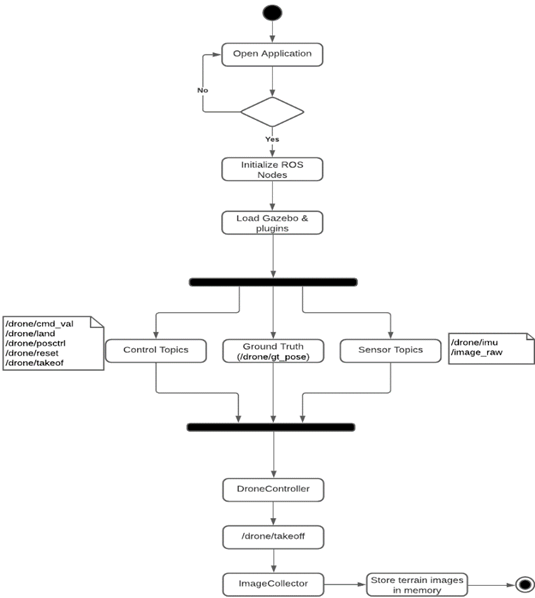 Open Application
No
Yes
Initialize ROS
Nodes
Load Gazebo &
plugins
/drone/cmd_val
/drone/land
/drone/posctrl
/drone/reset
/drone/takeof
Control Topics
Ground Truth
(/drone/gt_pose)
Sensor Topics
/drone/imu
/image_raw
DroneController
/drone/takeoff
ImageCollector
Store terrain images
in memory